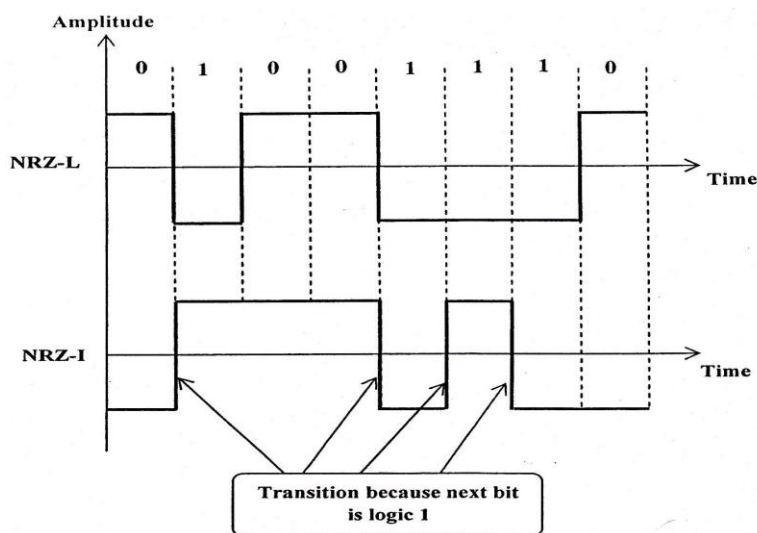 Amplitude
0 1 0 0 1 1 1 0
NRZ-L
Time
NRZ-I
Time
Transition because next bit
is logic 1